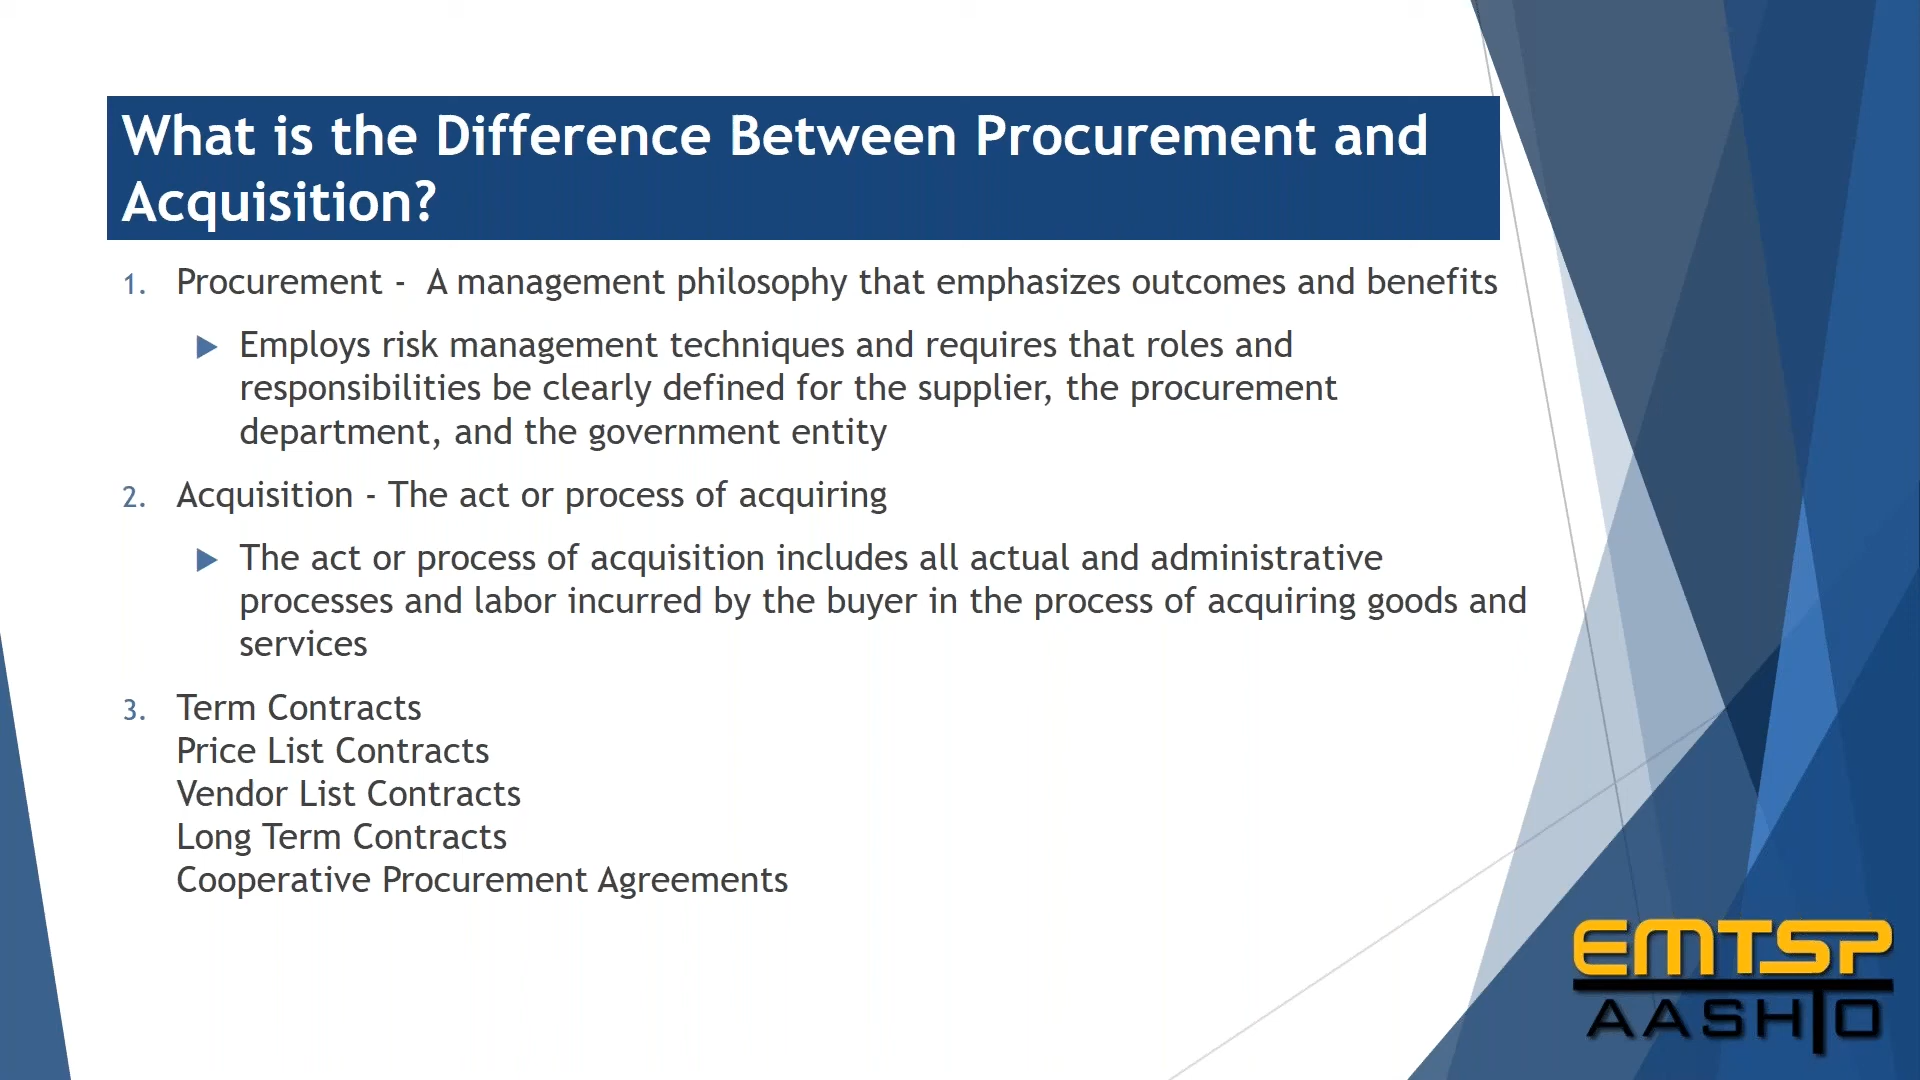 What is the Difference Between Procurement and
Acquisition?
1. Procurement -  A management philosophy that emphasizes outcomes and benefits
Employs risk management techniques and requires that roles and
responsibilities be clearly defined for the supplier, the procurement
department, and the government entity
2. Acquisition - The act or process of acquiring
The act or process of acquisition includes all actual and administrative
processes and labor incurred by the buyer in the process of acquiring goods and
services
3. Term Contracts
Price List Contracts
Vendor List Contracts
Long Term Contracts
Cooperative Procurement Agreements
EMTSP
AASHTO